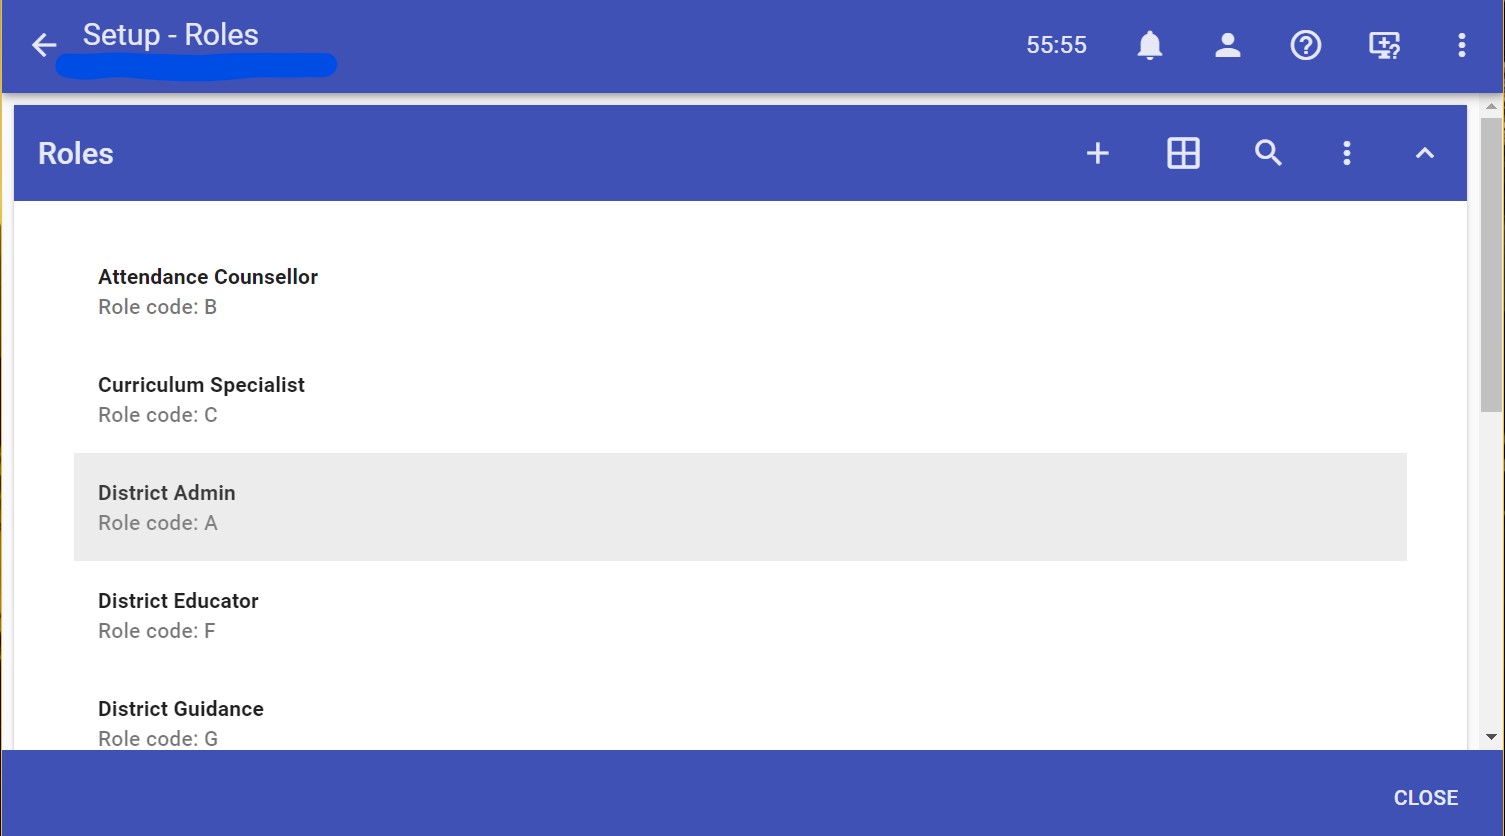 Setup - Roles
55:55
Roles
Attendance Counsellor
Role code: B
Curriculum Specialist
Role code: C
District Admin
Role code: A
District Educator
Role code: F
District Guidance
Role code: G
CLOSE